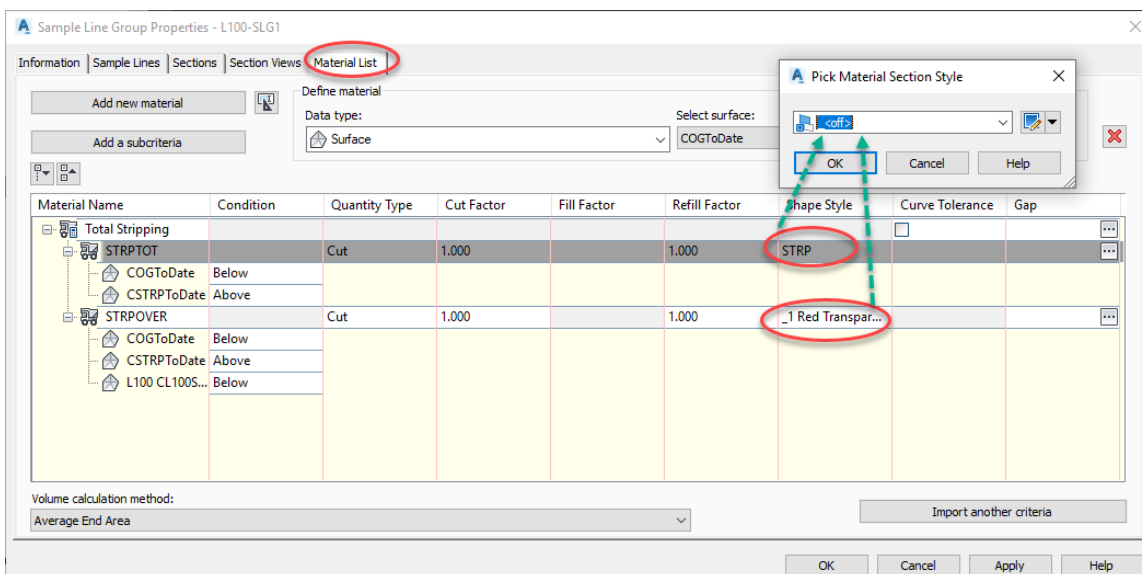 Sample Line Group Properties - L100-SLG1
Information Sample Lines Sections Section Views Material List
Pick Material Section Style
<off>
OK Cancel Help
Add new material
Add a subcriteria
Define material
Data type:
Surface
Select surface:
COGToDate
Material Name Condition Quantity Type Cut Factor Fill Factor Refill Factor Shape Style Curve Tolerance Gap
Total Stripping ...
STRPTOT Cut 1.000 1.000 STRP ...
COGToDate Below
CSTRPToDate Above
STRPOVER Cut 1.000 1.000 _1 Red Transpar... ...
COGToDate Below
CSTRPToDate Above
L100 CL100S... Below
Volume calculation method:
Average End Area
Import another criteria
OK Cancel Apply Help